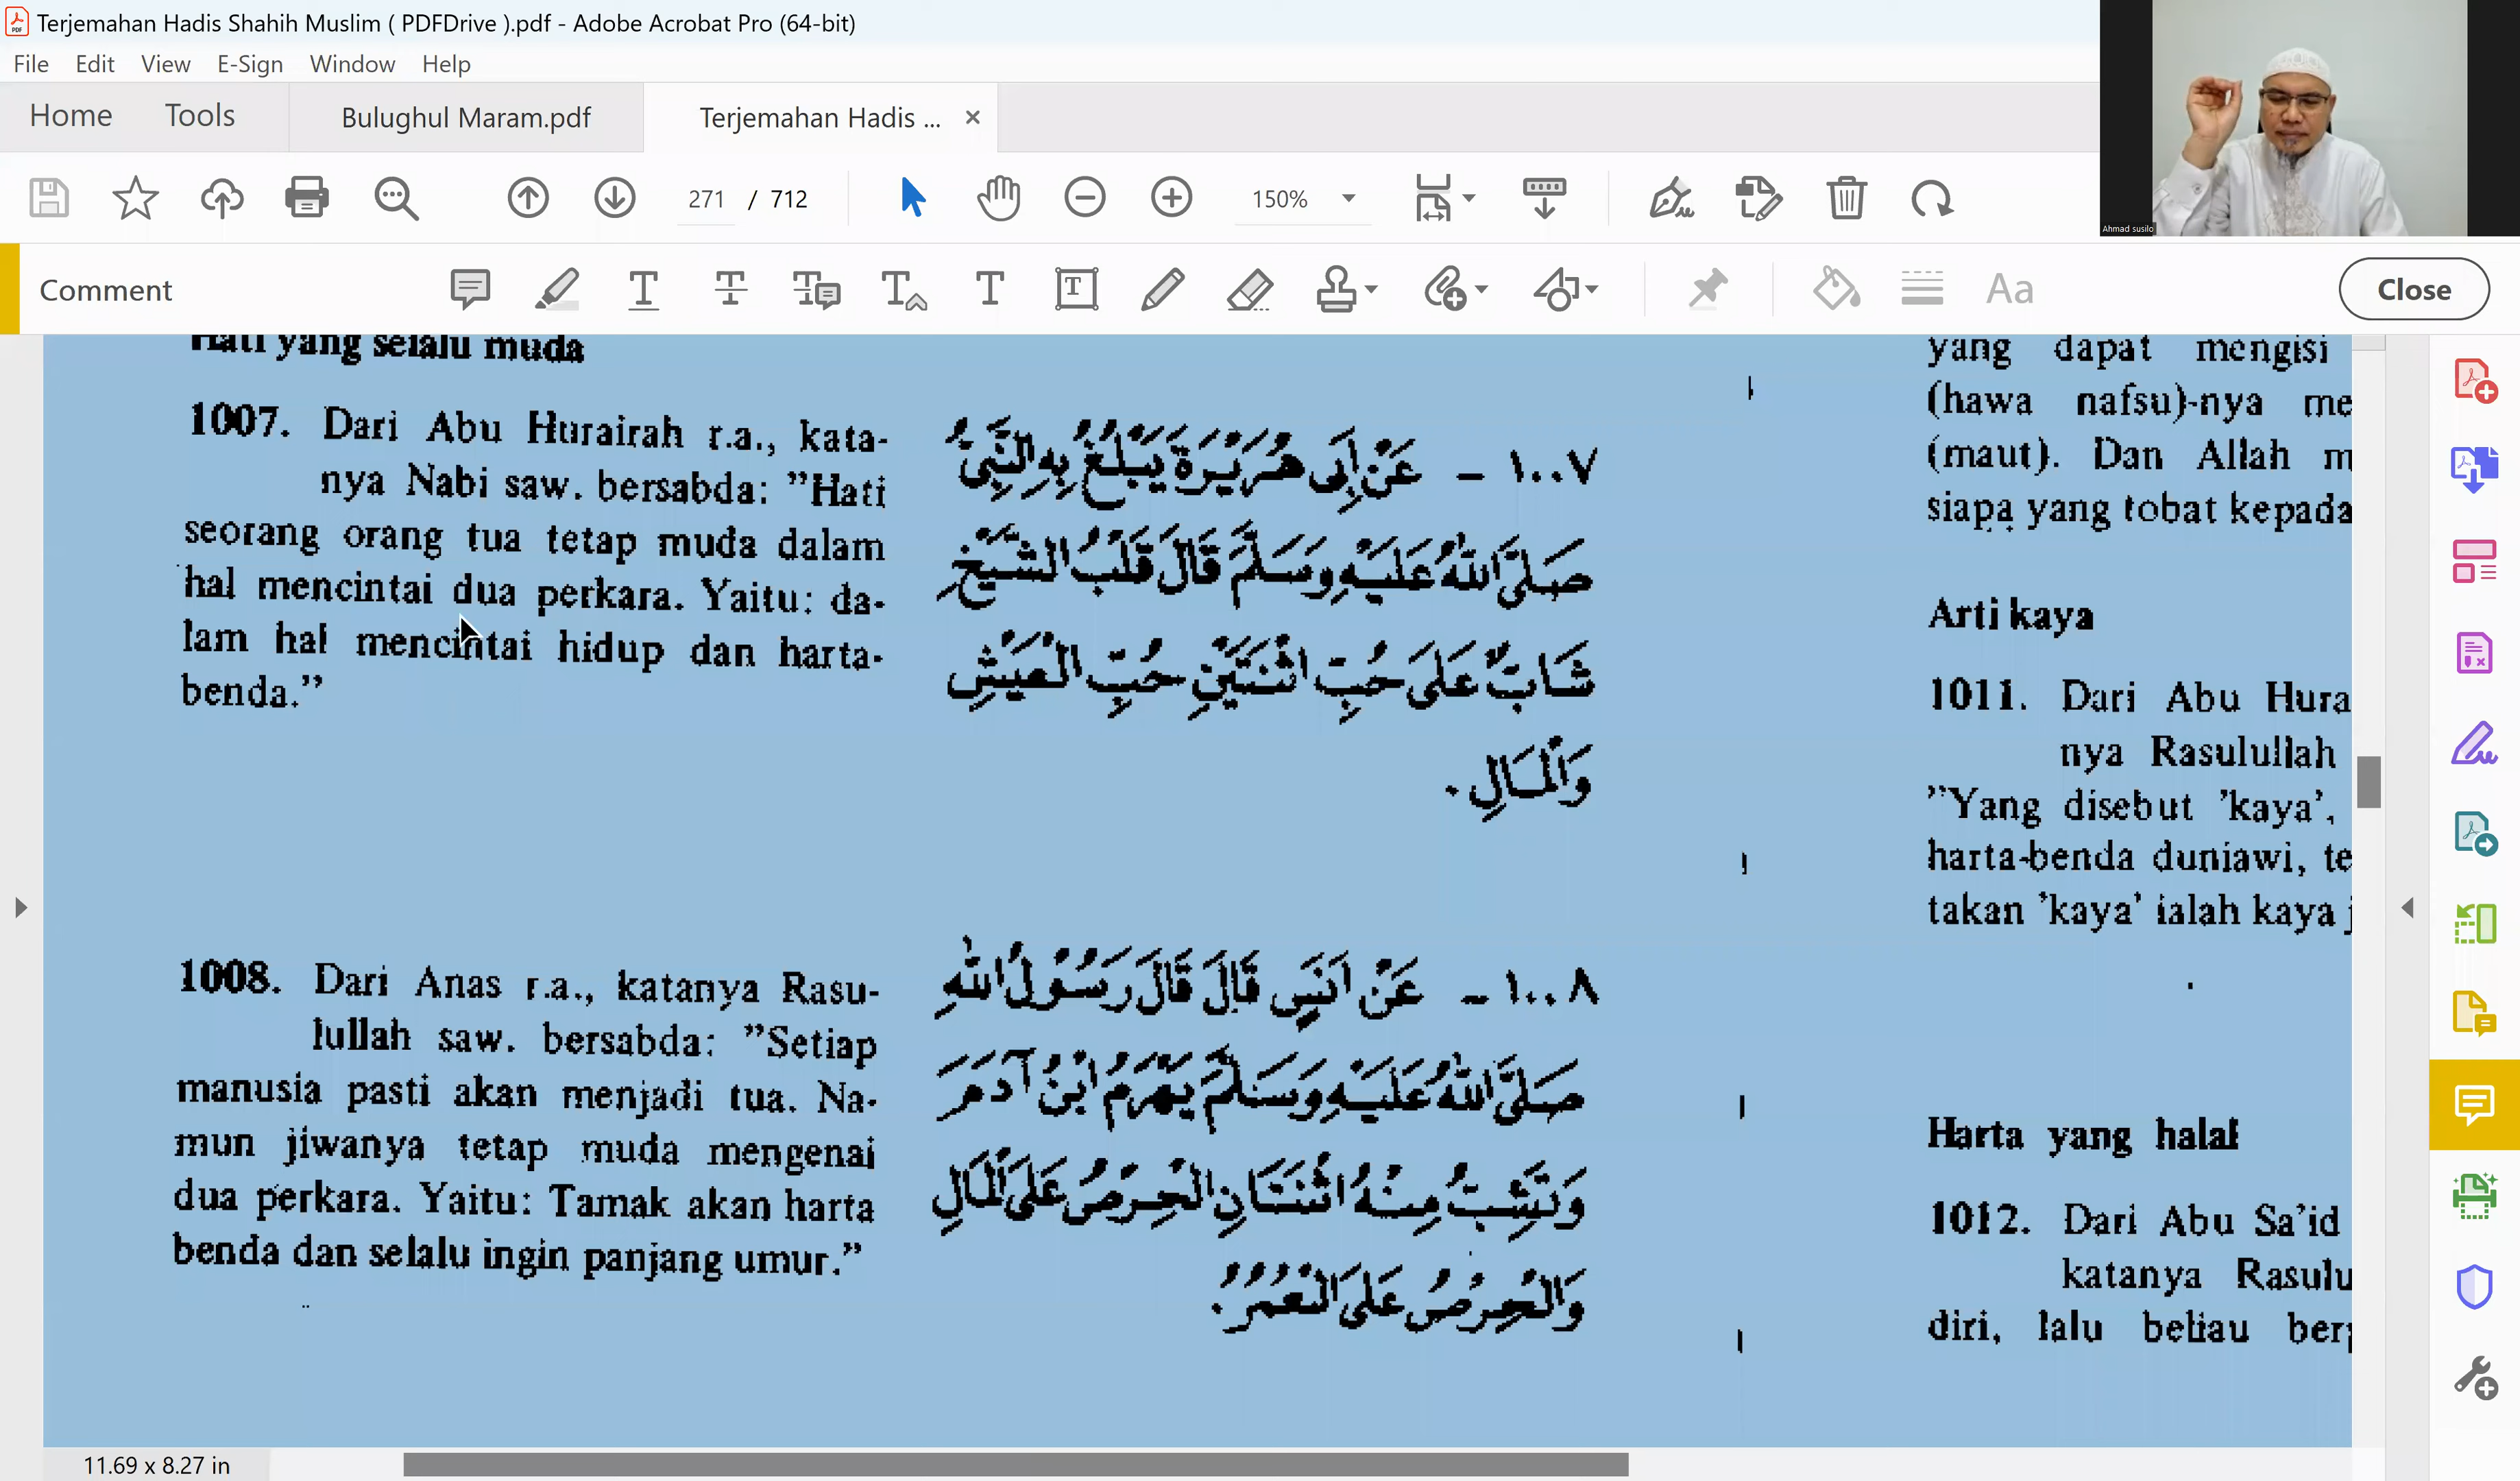 Terjemahan Hadis Shahih Muslim ( PDFDrive ).pdf - Adobe Acrobat Pro (64-bit)
File Edit View E-Sign Window Help
Home Tools Bulughul Maram.pdf Terjemahan Hadis ...
271 / 712 150%
Ahmad susilo
Comment Close
Hati yang selalu muda
1007. Dari Abu Hurairah r.a., kata-
nya Nabi saw. bersabda: ”Hati
seorang orang tua tetap muda dalam
hal mencintai dua perkara. Yaitu: da-
lam hal mencintai hidup dan harta-
benda.”
١٠٠٧ - عَنْ اَبِى هُرَيْرَةَ يَبْلُغُ بِهِ النَّبِىَّ
صَلَّى اللهُ عَلَيْهِ وَسَلَّمَ قَالَ قَلْبُ الشَّيْخِ
شَابٌّ عَلَى حُبِّ اثْنَتَيْنِ حُبِّ الْعَيْشِ
وَالْمَالِ.
1008. Dari Anas r.a., katanya Rasu-
lullah saw. bersabda: ”Setiap
manusia pasti akan menjadi tua. Na-
mun jiwanya tetap muda mengenai
dua perkara. Yaitu: Tamak akan harta
benda dan selalu ingin panjang umur.”
١٠٠٨ - عَنْ اَنَسٍ قَالَ قَالَ رَسُوْلُ اللهِ
صَلَّى اللهُ عَلَيْهِ وَسَلَّمَ يَهْرَمُ ابْنُ آدَمَ
وَتَشِبُّ مِنْهُ اثْنَتَانِ الْحِرْصُ عَلَى الْمَالِ
وَالْحِرْصُ عَلَى الْعُمُرِ.
yang dapat mengisi
(hawa nafsu)-nya me
(maut). Dan Allah m
siapa yang tobat kepada
Arti kaya
1011. Dari Abu Hura
nya Rasulullah
”Yang disebut ’kaya’,
harta-benda duniawi, te
takan ’kaya’ ialah kaya j
Harta yang halal
1012. Dari Abu Sa’id
katanya Rasulu
diri, lalu beliau berp
11.69 x 8.27 in